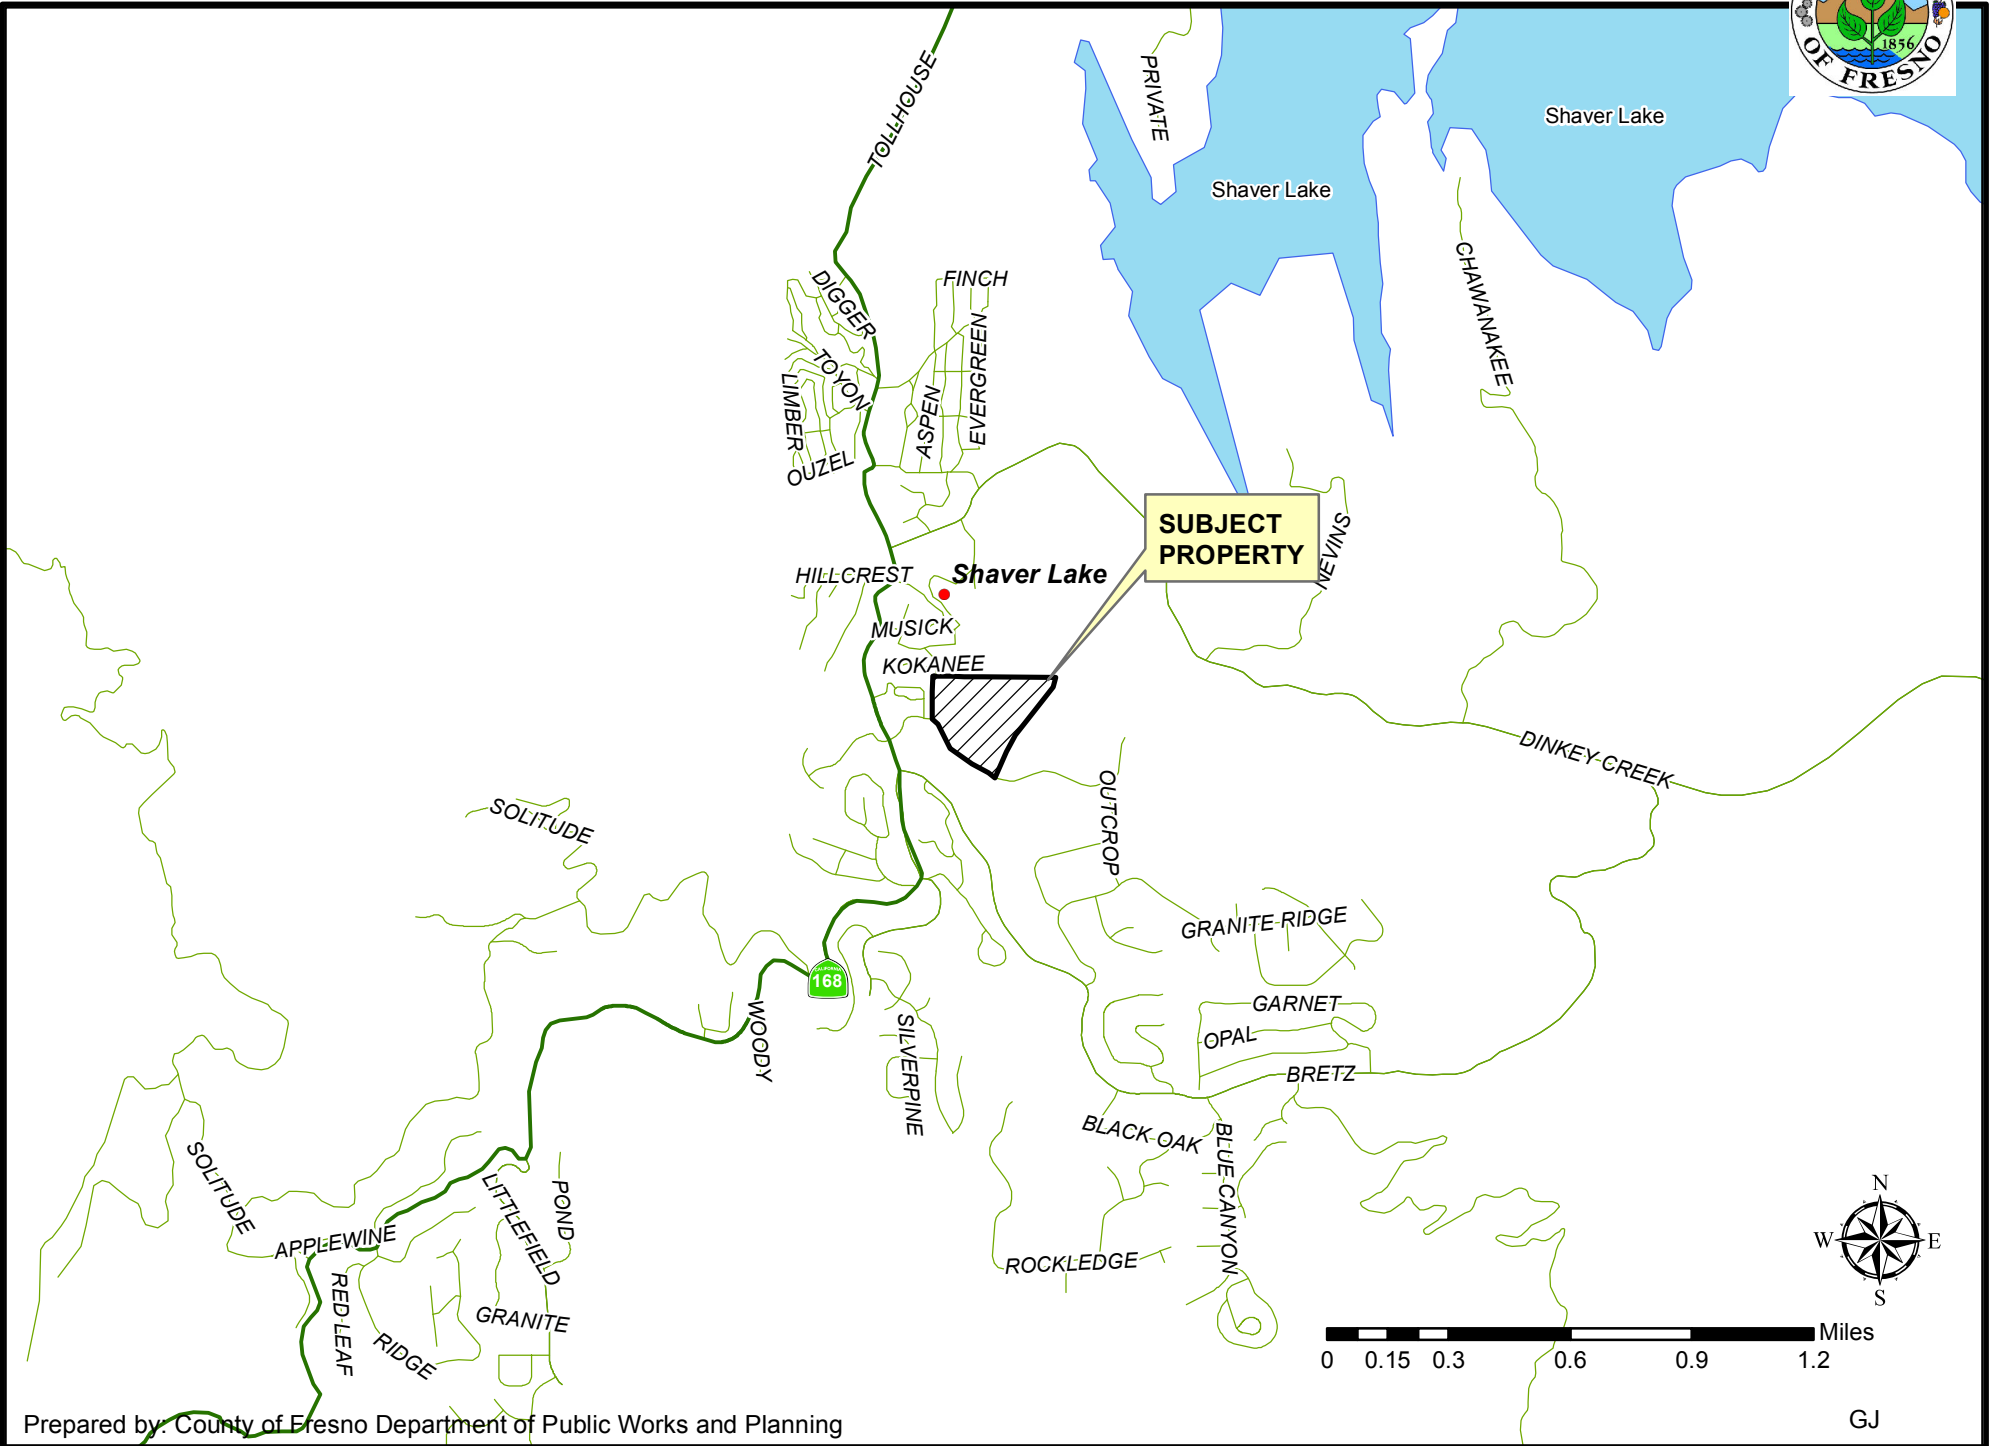 1856
OF FRESNO
TOLLHOUSE
PRIVATE
Shaver Lake
Shaver Lake
CHAWANAKEE
DIGGER
FINCH
EVERGREEN
TOYON
LIMBER
ASPEN
OUZEL
SUBJECT
PROPERTY
NEVINS
HILLCREST
Shaver Lake
MUSICK
KOKANEE
DINKEY CREEK
OUTCROP
SOLITUDE
GRANITE RIDGE
CALIFORNIA
168
WOODY
GARNET
SILVERPINE
OPAL
BRETZ
BLACK OAK
BLUE CANYON
SOLITUDE
LITTLEFIELD
POND
APPLEWINE
ROCKLEDGE
RED LEAF
GRANITE
RIDGE
N
W E
S
Miles
0 0.15 0.3 0.6 0.9 1.2
Prepared by: County of Fresno Department of Public Works and Planning
GJ